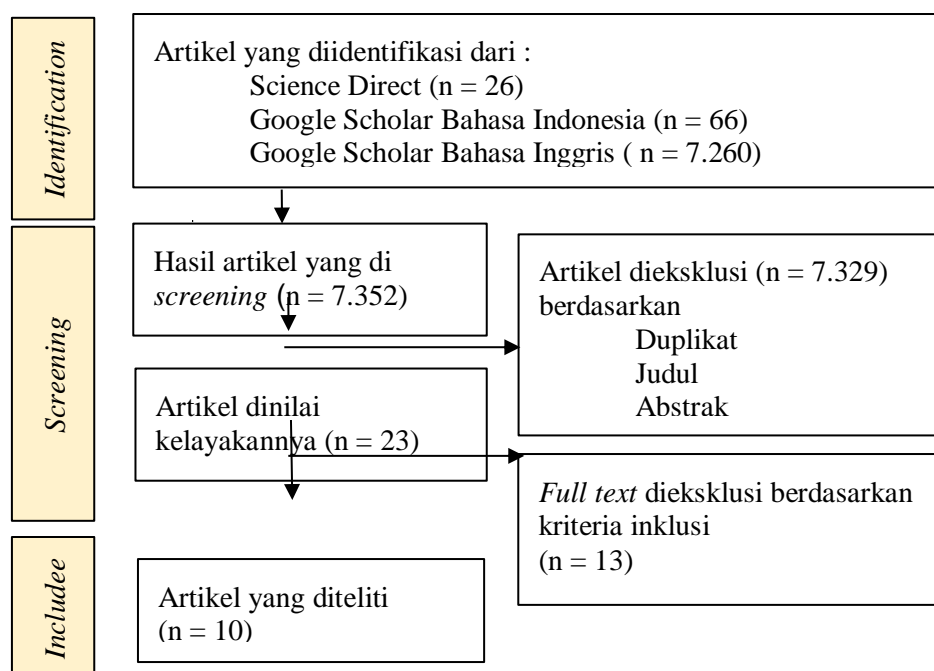 Identification
Artikel yang diidentifikasi dari :
Science Direct (n = 26)
Google Scholar Bahasa Indonesia (n = 66)
Google Scholar Bahasa Inggris ( n = 7.260)
Screening
Hasil artikel yang di
screening (n = 7.352)
Artikel dieksklusi (n = 7.329)
berdasarkan
Duplikat
Judul
Abstrak
Artikel dinilai
kelayakannya (n = 23)
Full text dieksklusi berdasarkan
kriteria inklusi
(n = 13)
Includee
Artikel yang diteliti
(n = 10)